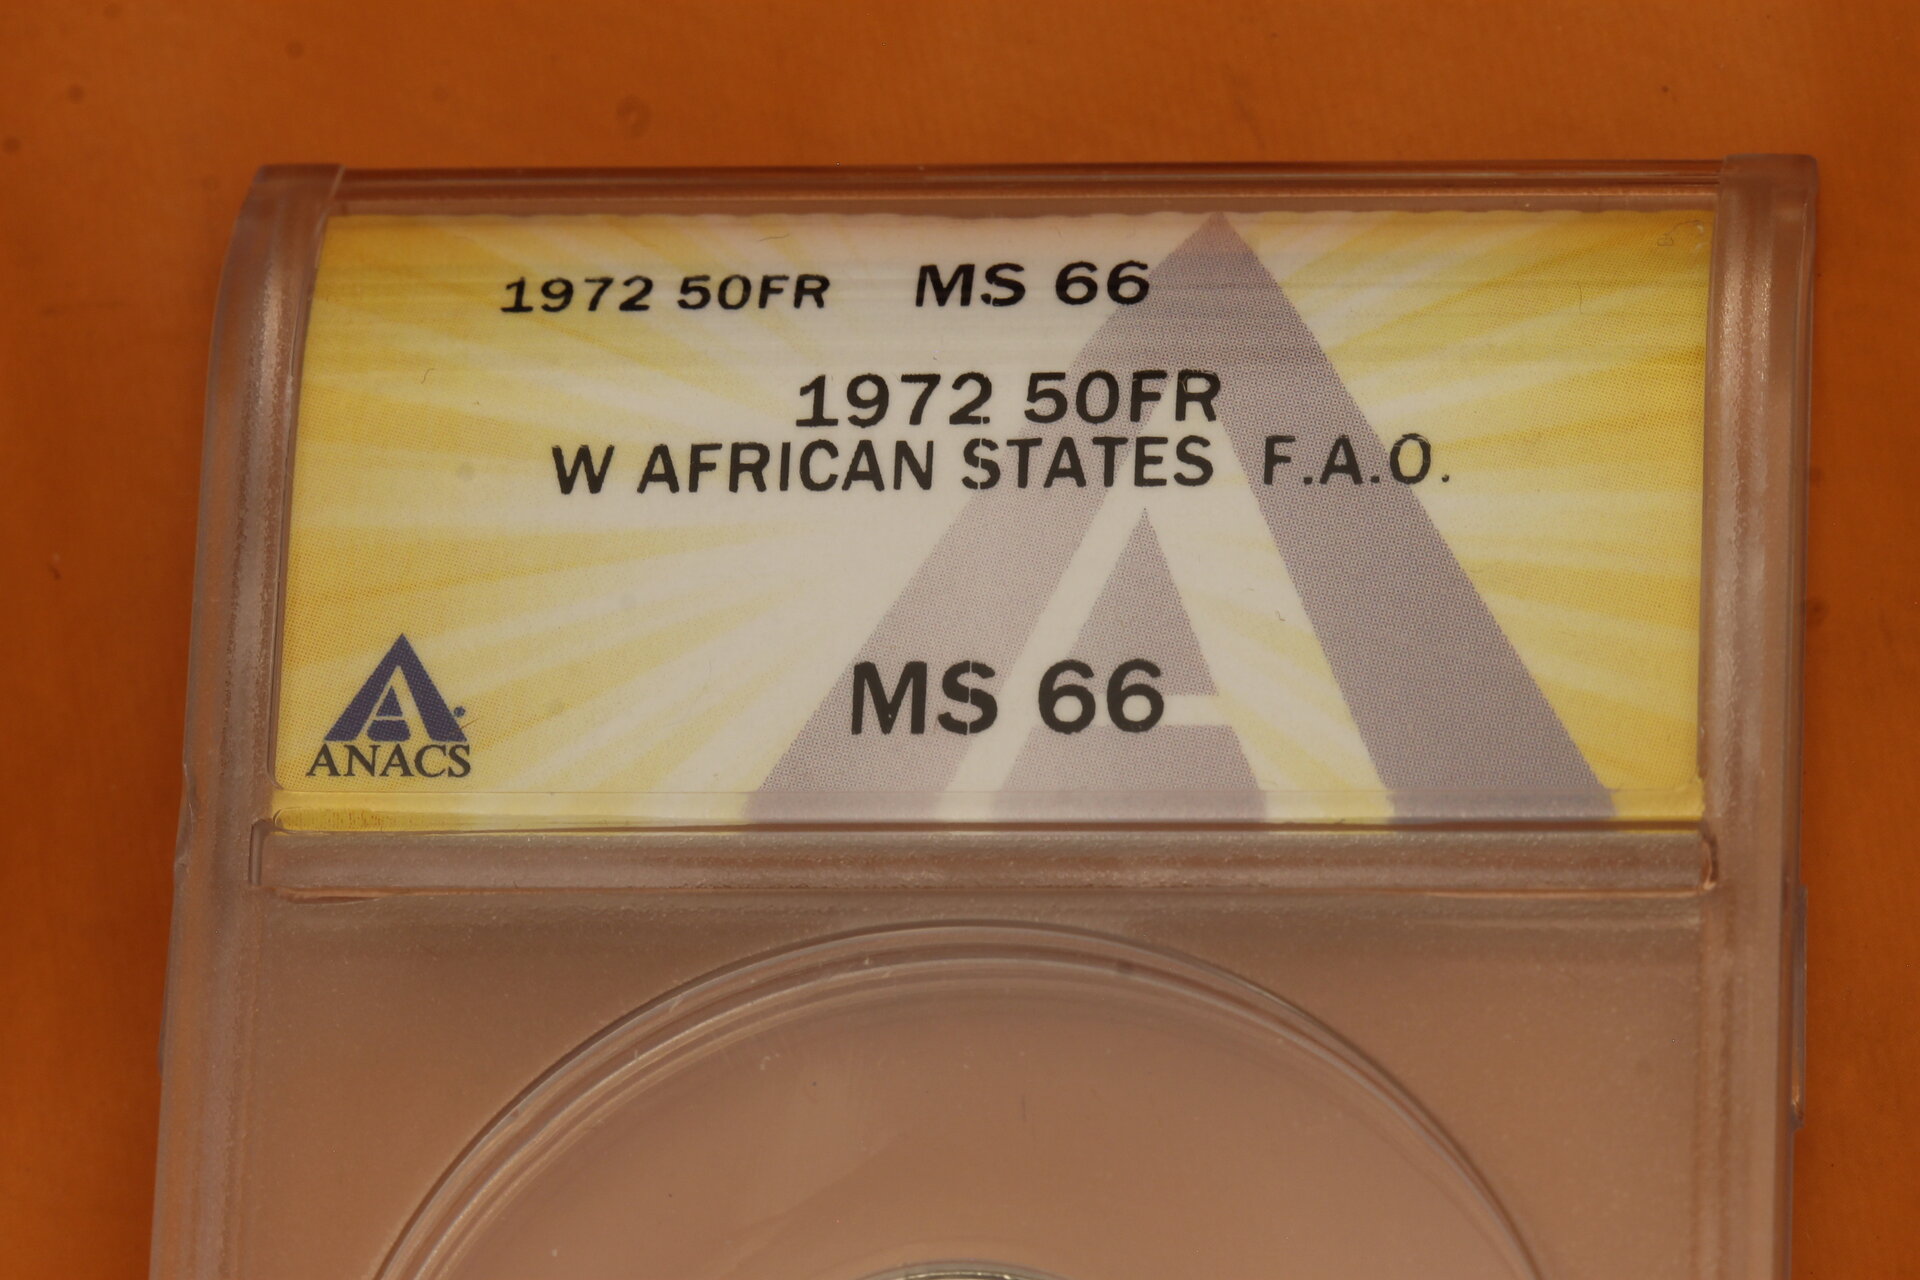 1972 50FR MS 66
1972 50FR
W AFRICAN STATES F.A.O.
MS 66
ANACS